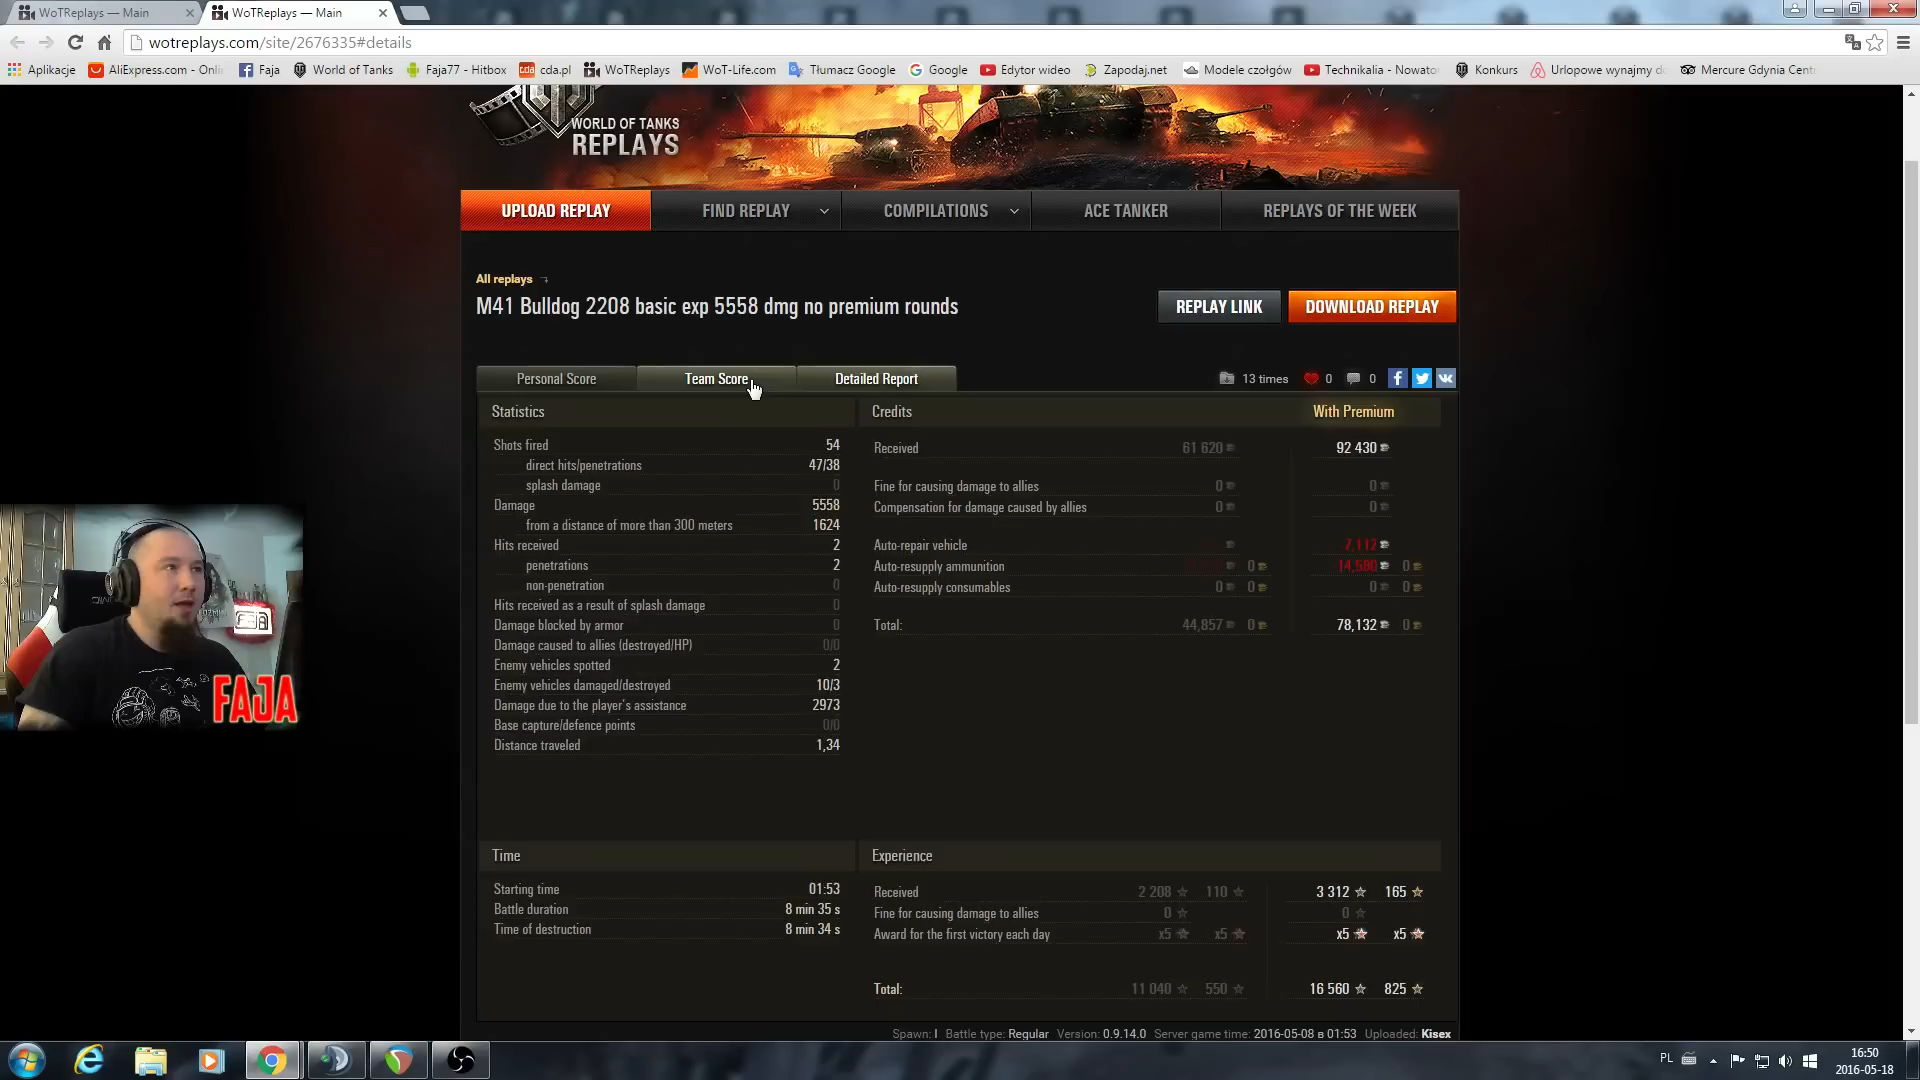 WoTReplays — Main
WoTReplays — Main
wotreplays.com/site/2676335#details
Aplikacje
AliExpress.com - Onli
Faja
World of Tanks
Faja77 - Hitbox
cda.pl
WoTReplays
WoT-Life.com
Tłumacz Google
Google
Edytor wideo
Zapodaj.net
Modele czołgów
Technikalia - Nowato
Konkurs
Urlopowe wynajmy do
Mercure Gdynia Cent
WORLD OF TANKS
REPLAYS
UPLOAD REPLAY
FIND REPLAY
COMPILATIONS
ACE TANKER
REPLAYS OF THE WEEK
All replays
M41 Bulldog 2208 basic exp 5558 dmg no premium rounds
REPLAY LINK
DOWNLOAD REPLAY
Personal Score
Team Score
Detailed Report
13 times
0
0
Statistics
Shots fired 54
direct hits/penetrations 47/38
splash damage 0
Damage 5558
from a distance of more than 300 meters 1624
Hits received 2
penetrations 2
non-penetration 0
Hits received as a result of splash damage 0
Damage blocked by armor 0
Damage caused to allies (destroyed/HP) 0/0
Enemy vehicles spotted 2
Enemy vehicles damaged/destroyed 10/3
Damage due to the player's assistance 2973
Base capture/defence points 0/0
Distance traveled 1,34
Credits With Premium
Received 61 620 92 430
Fine for causing damage to allies 0 0
Compensation for damage caused by allies 0 0
Auto-repair vehicle 7,112
Auto-resupply ammunition 0 14,580 0
Auto-resupply consumables 0 0 0 0
Total: 44,857 0 78,132 0
Time
Starting time 01:53
Battle duration 8 min 35 s
Time of destruction 8 min 34 s
Experience
Received 2 208 110 3 312 165
Fine for causing damage to allies 0 0
Award for the first victory each day x5 x5 x5 x5
Total: 11 040 550 16 560 825
Spawn: I Battle type: Regular Version: 0.9.14.0 Server game time: 2016-05-08 в 01:53 Uploaded: Kisex
FAJA
PL
16:50
2016-05-18